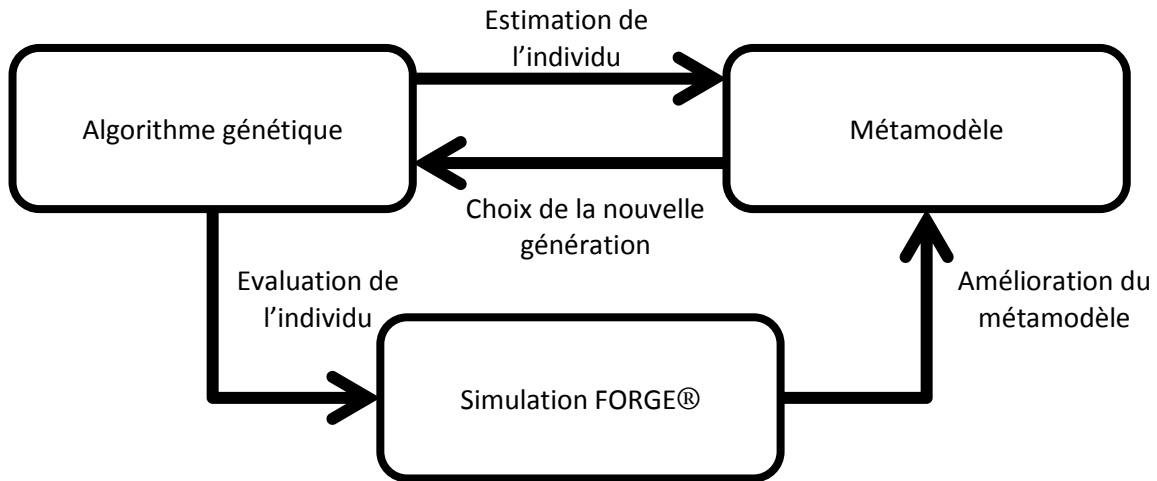 Estimation de
l’individu
Algorithme génétique
Métamodèle
Choix de la nouvelle
génération
Evaluation de
l’individu
Amélioration du
métamodèle
Simulation FORGE®